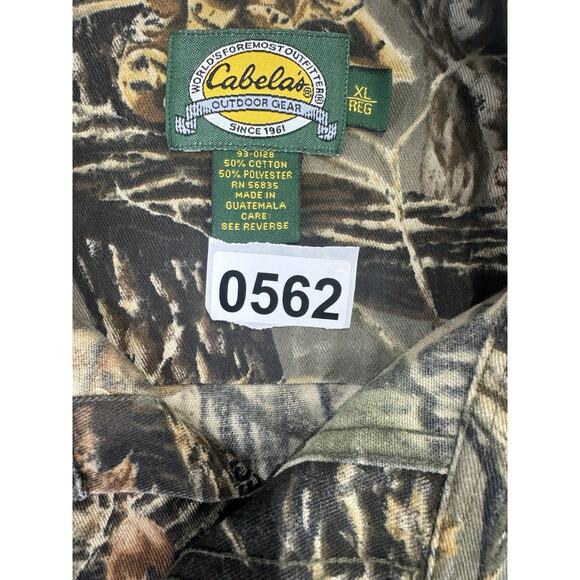 WORLD'S FOREMOST OUTFITTER®
Cabela's®
OUTDOOR GEAR
SINCE 1961
XL
REG
93-0128
50% COTTON
50% POLYESTER
RN 56835
MADE IN
GUATEMALA
CARE:
SEE REVERSE
0562